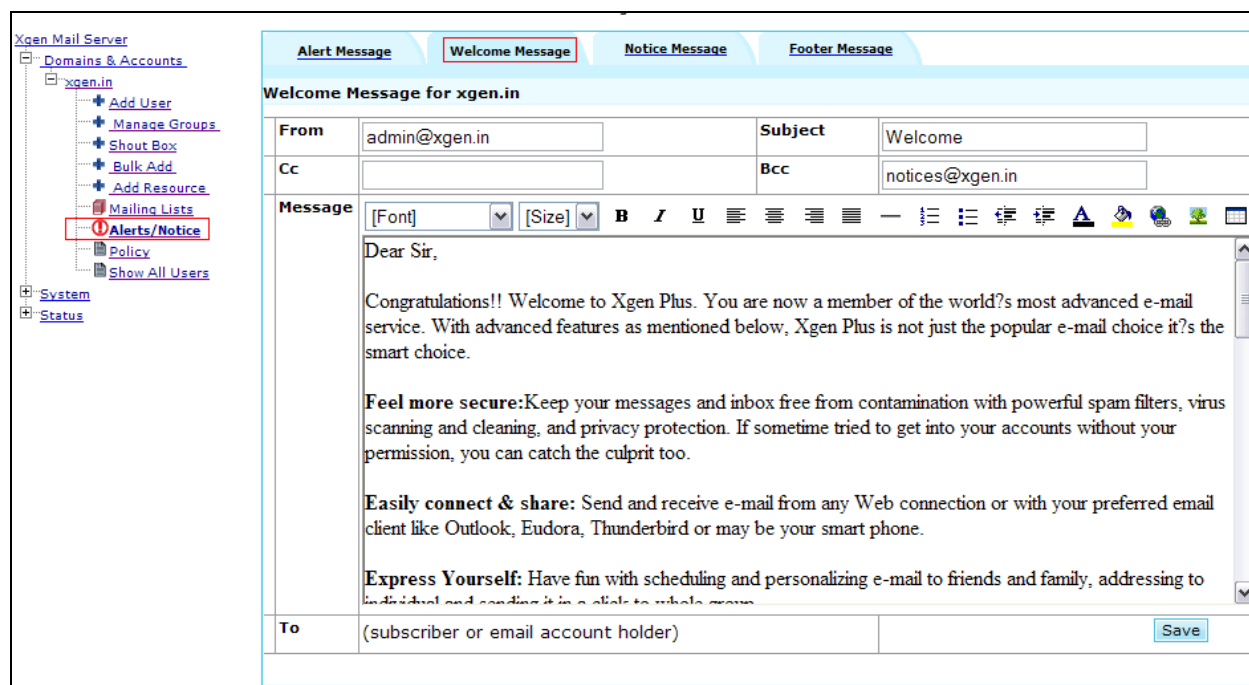 Xgen Mail Server
Domains & Accounts
xgen.in
Add User
Manage Groups
Shout Box
Bulk Add
Add Resource
Mailing Lists
Alerts/Notice
Policy
Show All Users
System
Status
Alert Message Welcome Message Notice Message Footer Message
Welcome Message for xgen.in
From admin@xgen.in Subject Welcome
Cc Bcc notices@xgen.in
Message [Font] [Size] B I U A
Dear Sir,
Congratulations!! Welcome to Xgen Plus. You are now a member of the world?s most advanced e-mail
service. With advanced features as mentioned below, Xgen Plus is not just the popular e-mail choice it?s the
smart choice.
Feel more secure:Keep your messages and inbox free from contamination with powerful spam filters, virus
scanning and cleaning, and privacy protection. If sometime tried to get into your accounts without your
permission, you can catch the culprit too.
Easily connect & share: Send and receive e-mail from any Web connection or with your preferred email
client like Outlook, Eudora, Thunderbird or may be your smart phone.
Express Yourself: Have fun with scheduling and personalizing e-mail to friends and family, addressing to
individual and sending it in a click to whole group
To (subscriber or email account holder) Save